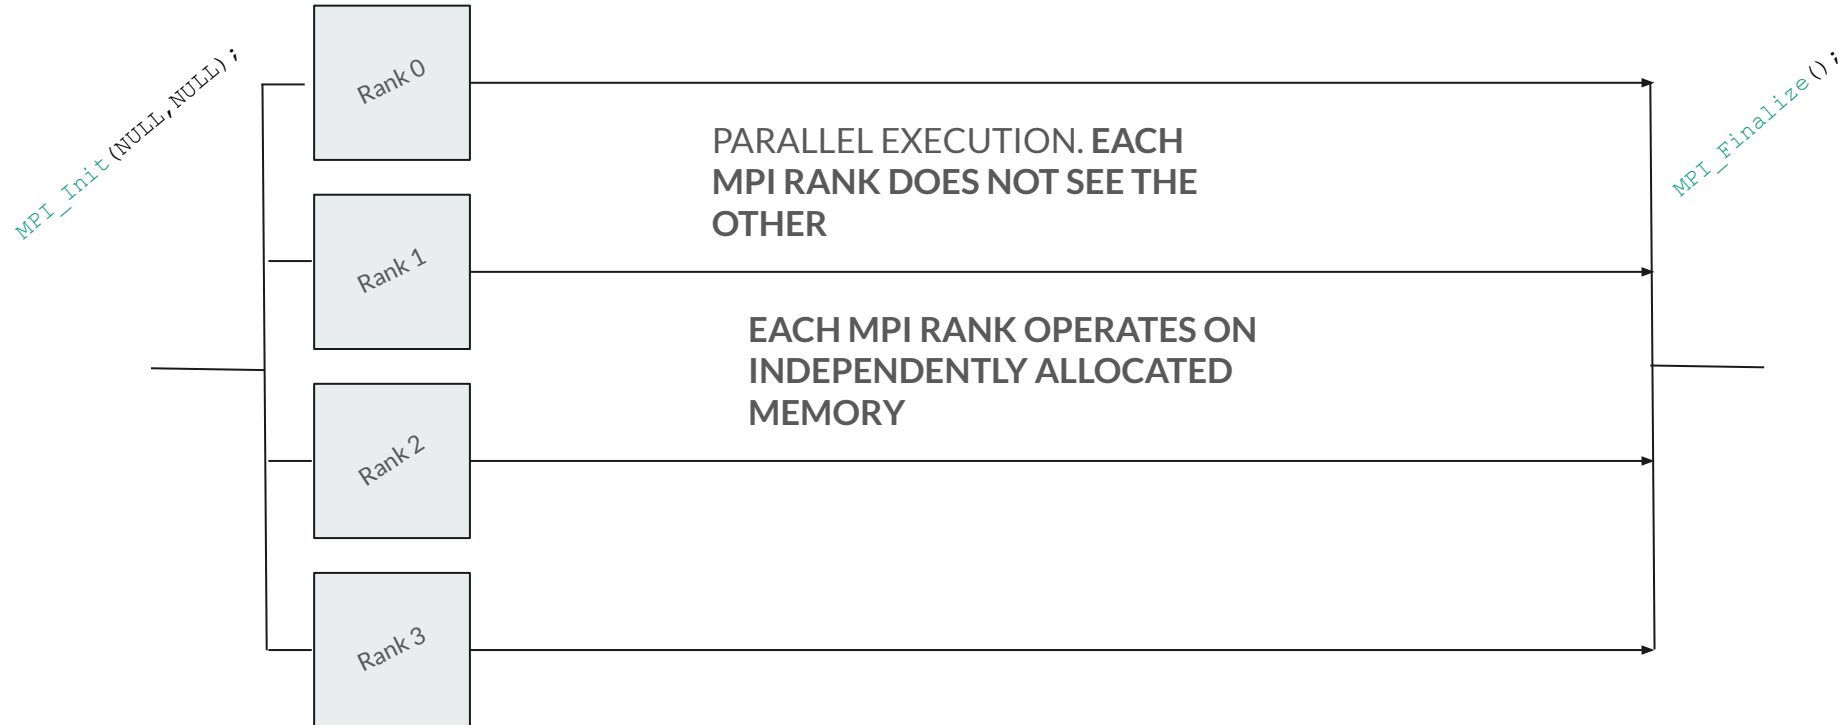 MPI_Init(NULL,NULL);
Rank 0
MPI_Finalize();
PARALLEL EXECUTION. EACH
MPI RANK DOES NOT SEE THE
OTHER
Rank 1
EACH MPI RANK OPERATES ON
INDEPENDENTLY ALLOCATED
MEMORY
Rank 2
Rank 3